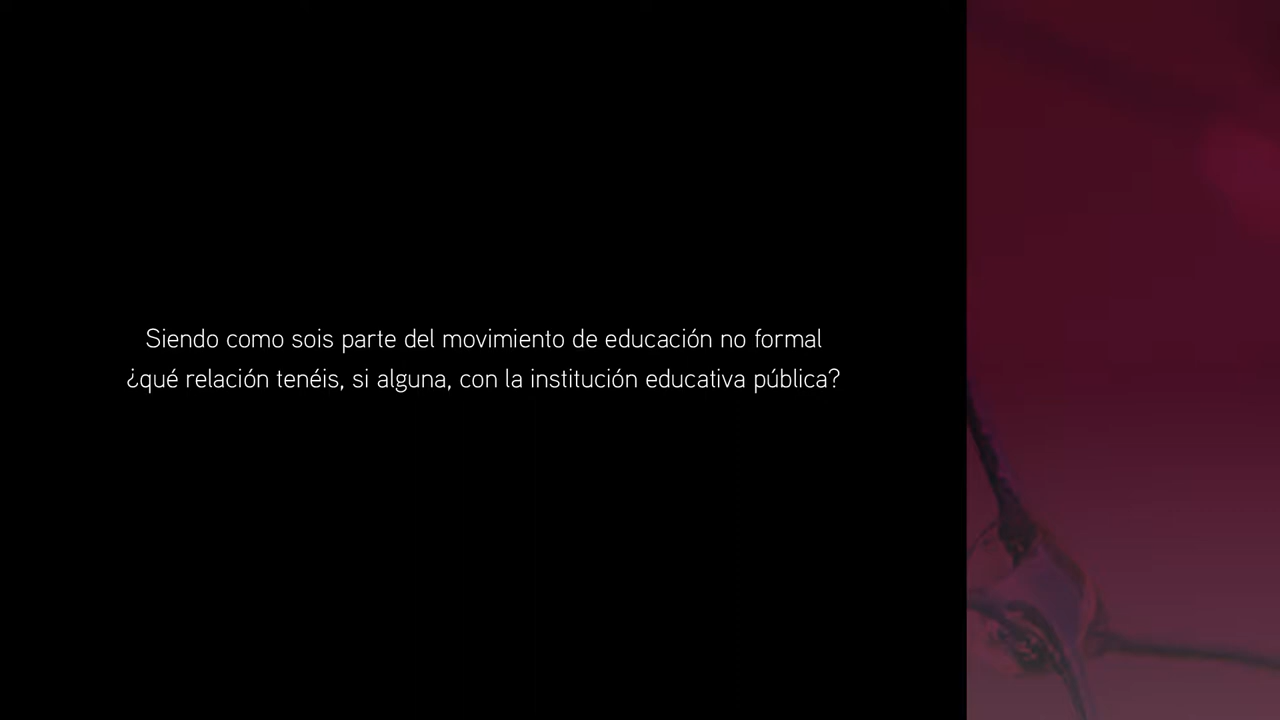 Siendo como sois parte del movimiento de educación no formal
¿qué relación tenéis, si alguna, con la institución educativa pública?